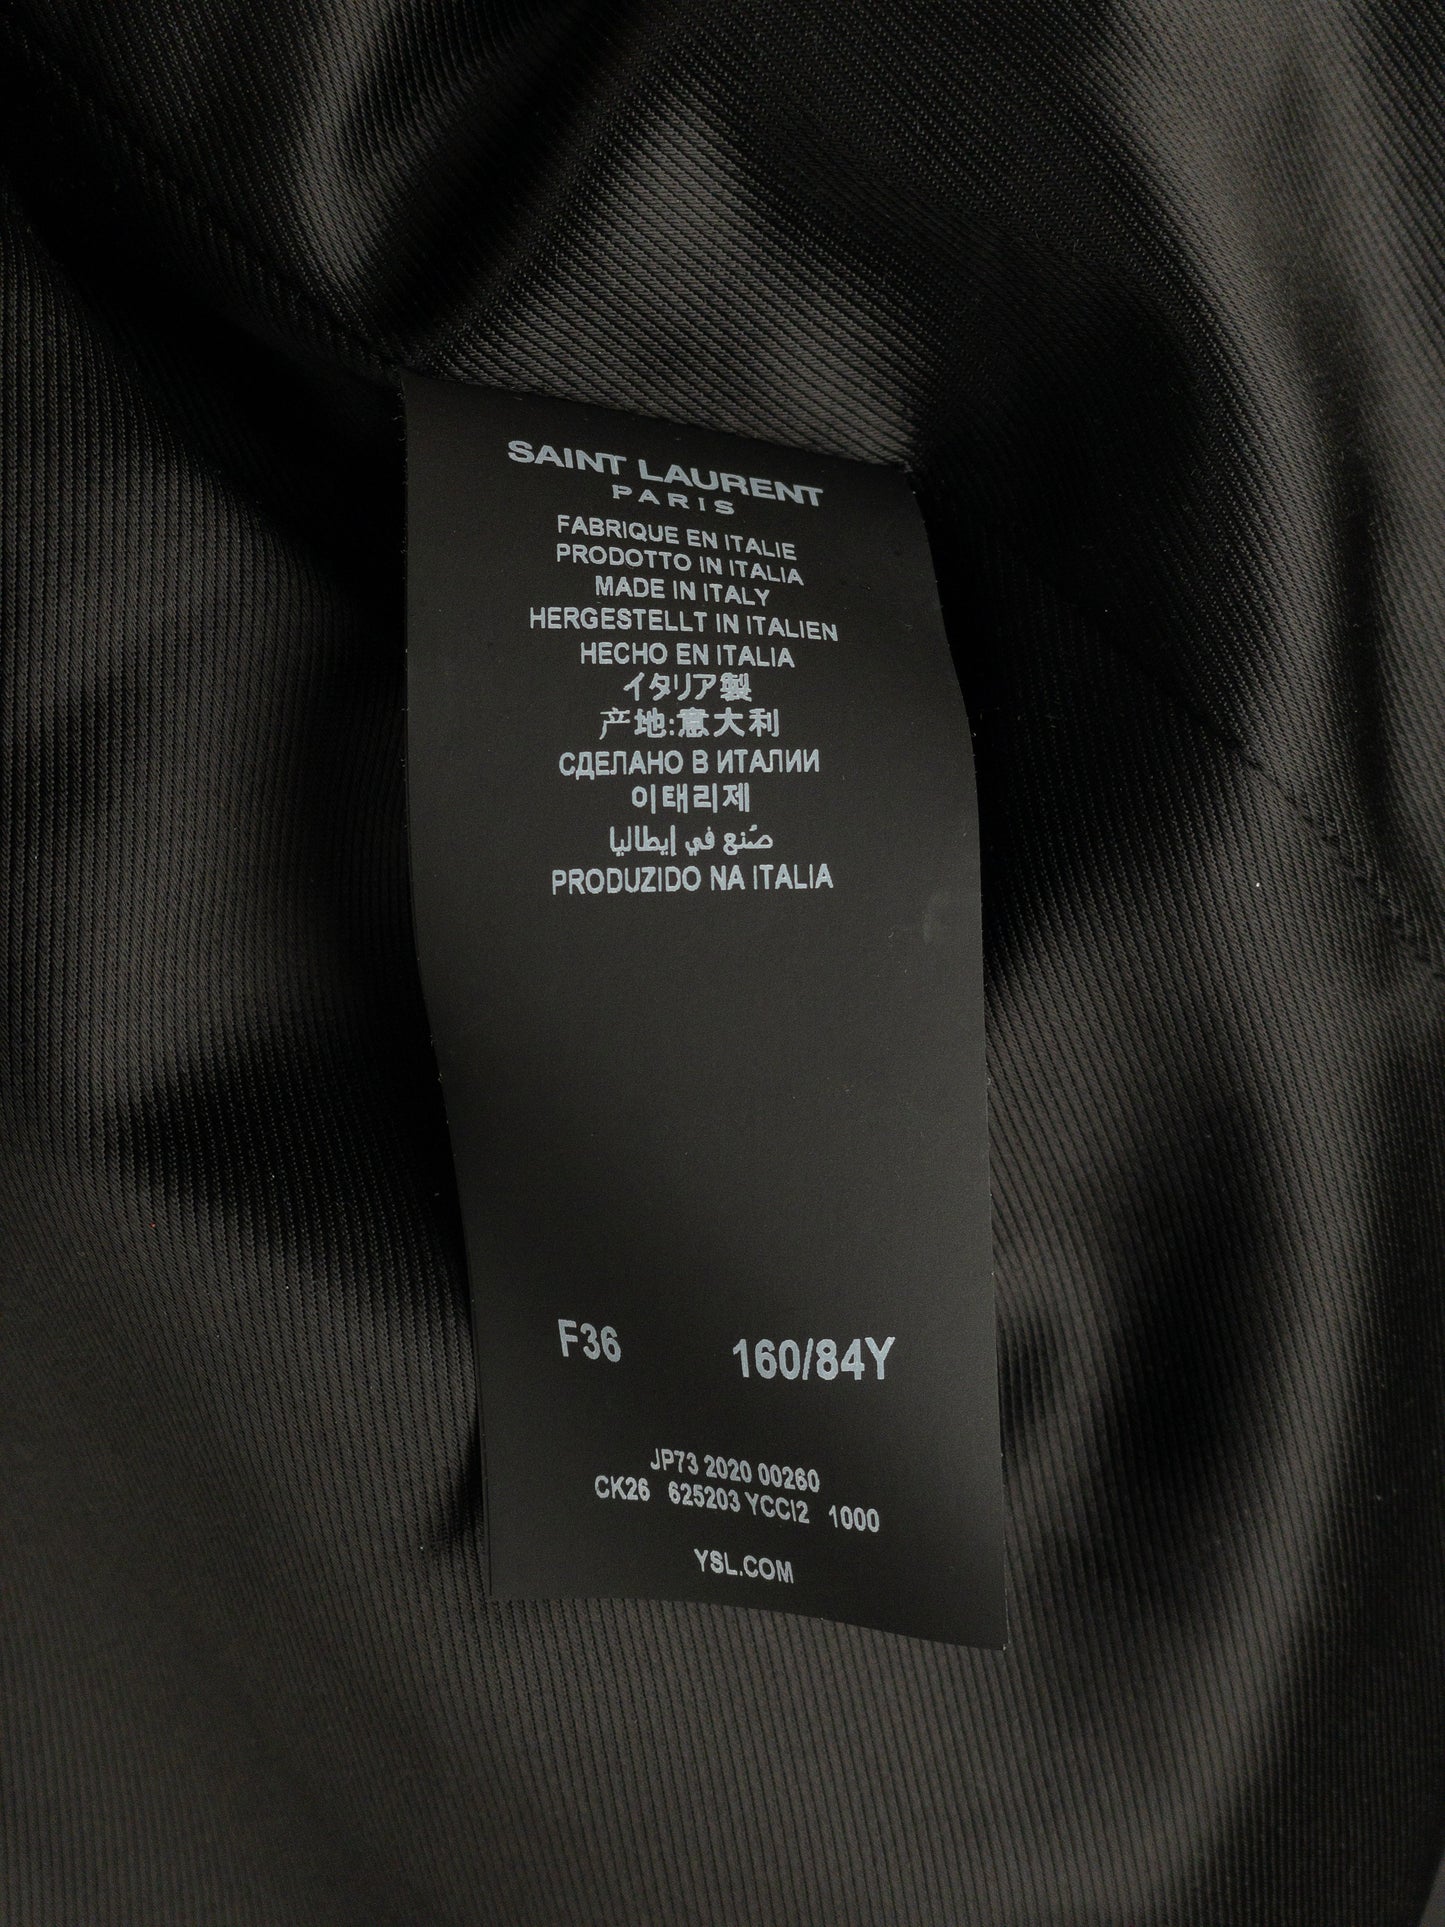 SAINT LAURENT
PARIS
FABRIQUE EN ITALIE
PRODOTTO IN ITALIA
MADE IN ITALY
HERGESTELLT IN ITALIEN
HECHO EN ITALIA
イタリア製
产地:意大利
СДЕЛАНО В ИТАЛИИ
이태리제
صُنع في إيطاليا
PRODUZIDO NA ITALIA
F36 160/84Y
JP73 2020 00260
CK26 625203 YCCI2 1000
YSL.COM